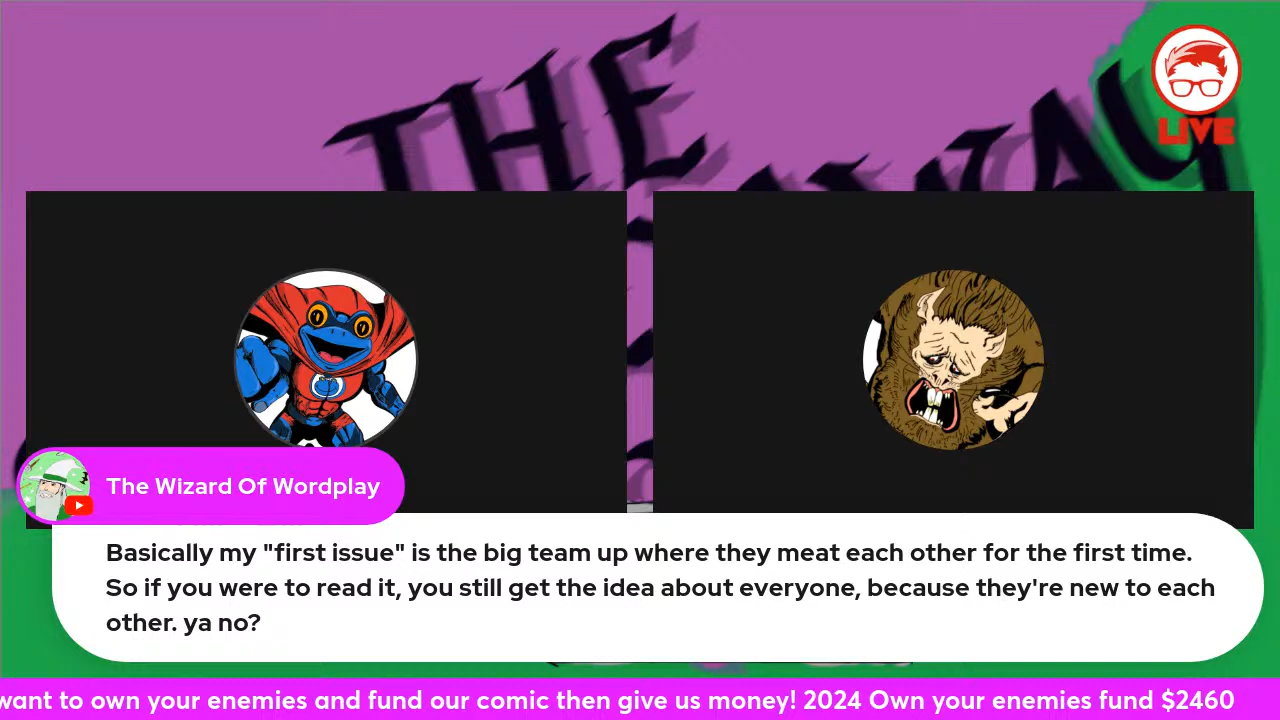 THE
LIVE
The Wizard Of Wordplay
Basically my "first issue" is the big team up where they meat each other for the first time.
So if you were to read it, you still get the idea about everyone, because they're new to each
other. ya no?
want to own your enemies and fund our comic then give us money! 2024 Own your enemies fund $2460